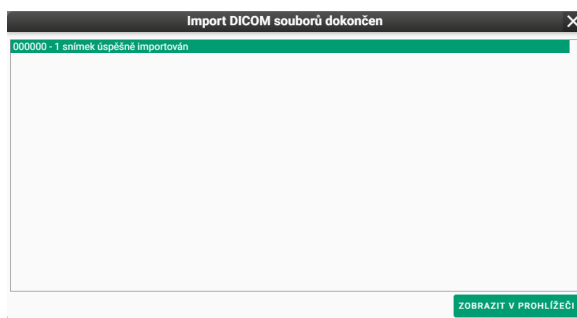 Import DICOM souborů dokončen
000000 - 1 snímek úspěšně importován
ZOBRAZIT V PROHLÍŽEČI